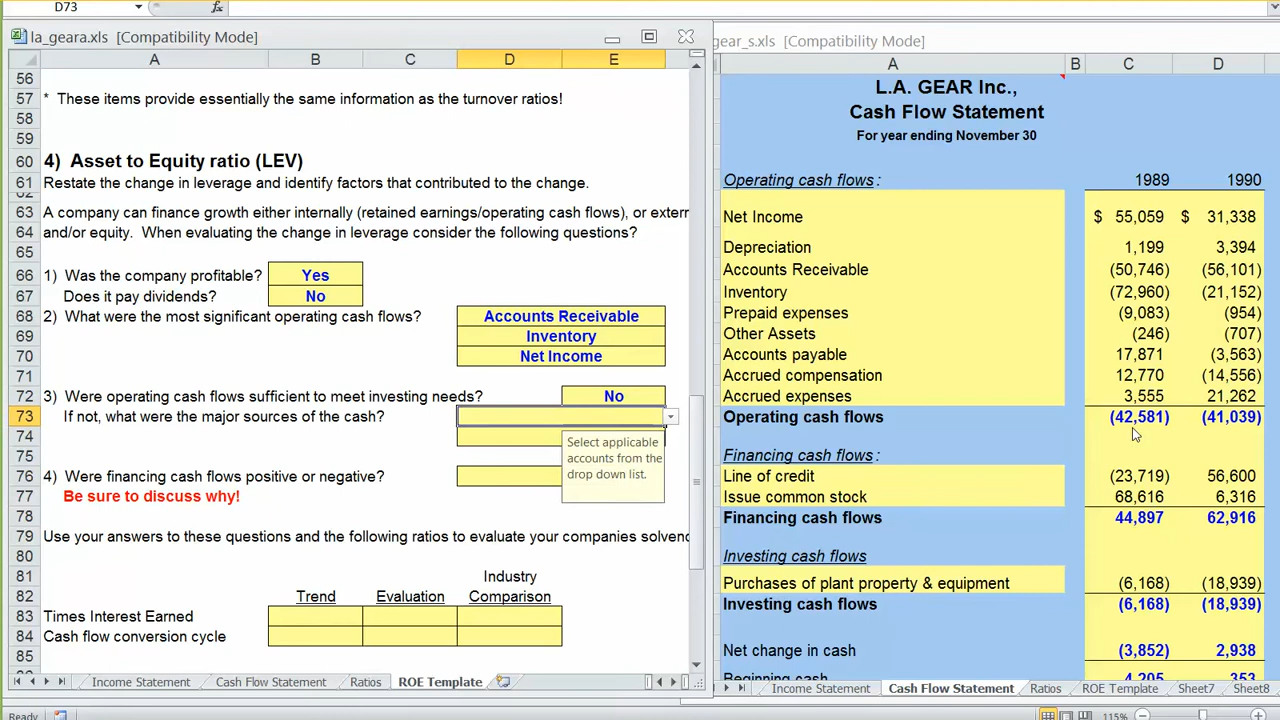 D73
fx
la_geara.xls [Compatibility Mode]
A B C D E
56
57 * These items provide essentially the same information as the turnover ratios!
58
59
60 4) Asset to Equity ratio (LEV)
61 Restate the change in leverage and identify factors that contributed to the change.
62
63 A company can finance growth either internally (retained earnings/operating cash flows), or extern
64 and/or equity. When evaluating the change in leverage consider the following questions?
65
66 1) Was the company profitable? Yes
67 Does it pay dividends? No
68 2) What were the most significant operating cash flows? Accounts Receivable
69 Inventory
70 Net Income
71
72 3) Were operating cash flows sufficient to meet investing needs? No
73 If not, what were the major sources of the cash?
74
Select applicable
accounts from the
drop down list.
75
76 4) Were financing cash flows positive or negative?
77 Be sure to discuss why!
78
79 Use your answers to these questions and the following ratios to evaluate your companies solvenc
80
81 Industry
82 Trend Evaluation Comparison
83 Times Interest Earned
84 Cash flow conversion cycle
85
Income Statement Cash Flow Statement Ratios ROE Template
Ready
gear_s.xls [Compatibility Mode]
A B C D
L.A. GEAR Inc.,
Cash Flow Statement
For year ending November 30
Operating cash flows : 1989 1990
Net Income $ 55,059 $ 31,338
Depreciation 1,199 3,394
Accounts Receivable (50,746) (56,101)
Inventory (72,960) (21,152)
Prepaid expenses (9,083) (954)
Other Assets (246) (707)
Accounts payable 17,871 (3,563)
Accrued compensation 12,770 (14,556)
Accrued expenses 3,555 21,262
Operating cash flows (42,581) (41,039)
Financing cash flows :
Line of credit (23,719) 56,600
Issue common stock 68,616 6,316
Financing cash flows 44,897 62,916
Investing cash flows
Purchases of plant property & equipment (6,168) (18,939)
Investing cash flows (6,168) (18,939)
Net change in cash (3,852) 2,938
Beginning cash 4,205 353
Income Statement Cash Flow Statement Ratios ROE Template Sheet7 Sheet8
115%